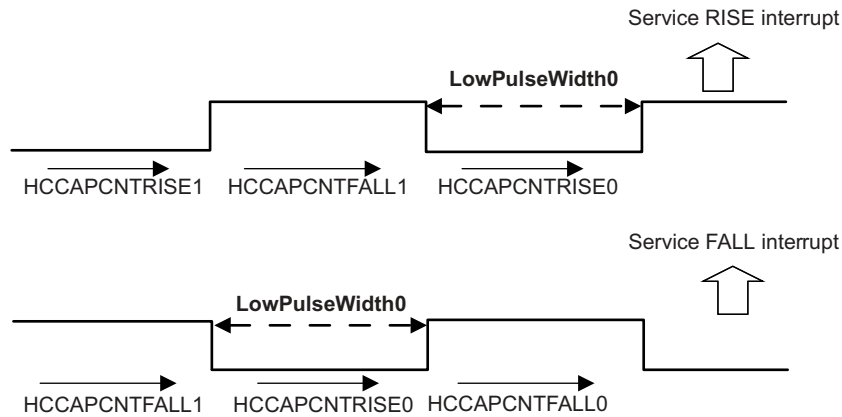 Service RISE interrupt
LowPulseWidth0
HCCAPCNTRISE1 HCCAPCNTFALL1 HCCAPCNTRISE0
Service FALL interrupt
LowPulseWidth0
HCCAPCNTFALL1 HCCAPCNTRISE0 HCCAPCNTFALL0